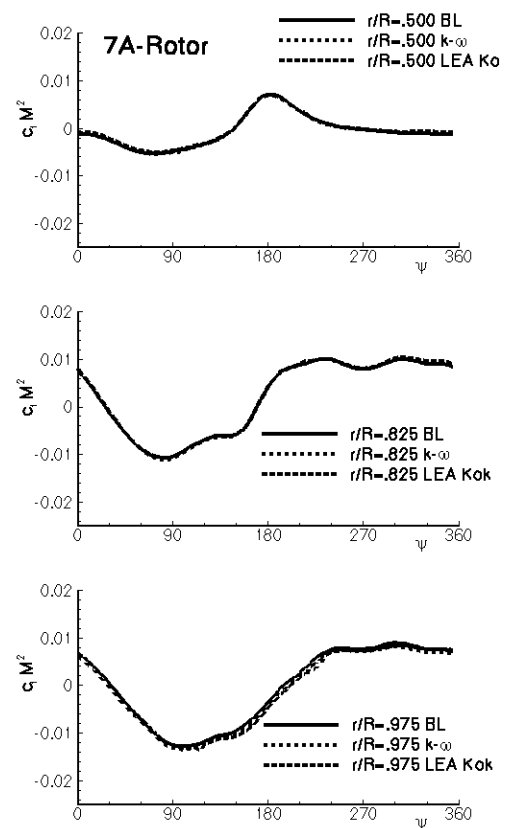 7A-Rotor
r/R=.500 BL
r/R=.500 k-ω
r/R=.500 LEA Ko
0.02
0.01
0
-0.01
-0.02
c₁ M²
0 90 180 270 ψ 360
0.02
0.01
0
-0.01
-0.02
c₁ M²
r/R=.825 BL
r/R=.825 k-ω
r/R=.825 LEA Kok
0 90 180 270 ψ 360
0.02
0.01
0
-0.01
-0.02
c₁ M²
r/R=.975 BL
r/R=.975 k-ω
r/R=.975 LEA Kok
0 90 180 270 ψ 360